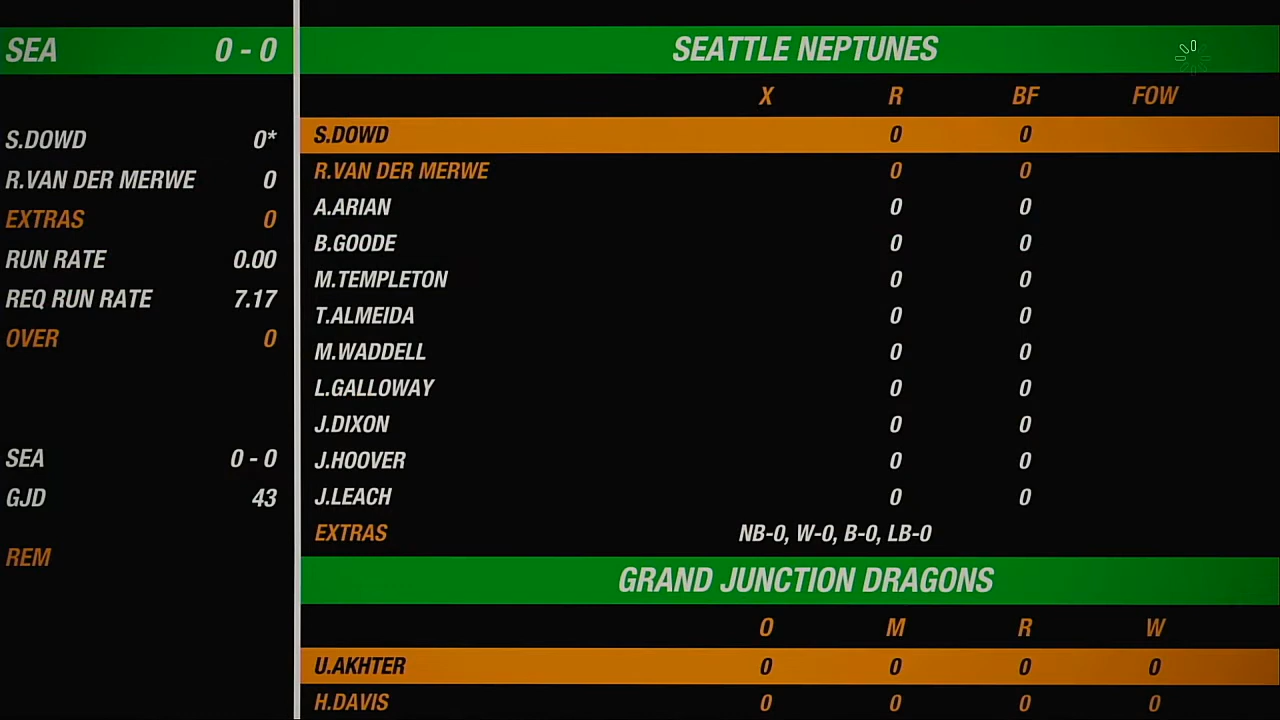 SEA 0 - 0
S.DOWD 0*
R.VAN DER MERWE 0
EXTRAS 0
RUN RATE 0.00
REQ RUN RATE 7.17
OVER 0
SEA 0 - 0
GJD 43
REM
SEATTLE NEPTUNES
X R BF FOW
S.DOWD 0 0
R.VAN DER MERWE 0 0
A.ARIAN 0 0
B.GOODE 0 0
M.TEMPLETON 0 0
T.ALMEIDA 0 0
M.WADDELL 0 0
L.GALLOWAY 0 0
J.DIXON 0 0
J.HOOVER 0 0
J.LEACH 0 0
EXTRAS NB-0, W-0, B-0, LB-0
GRAND JUNCTION DRAGONS
O M R W
U.AKHTER 0 0 0 0
H.DAVIS 0 0 0 0